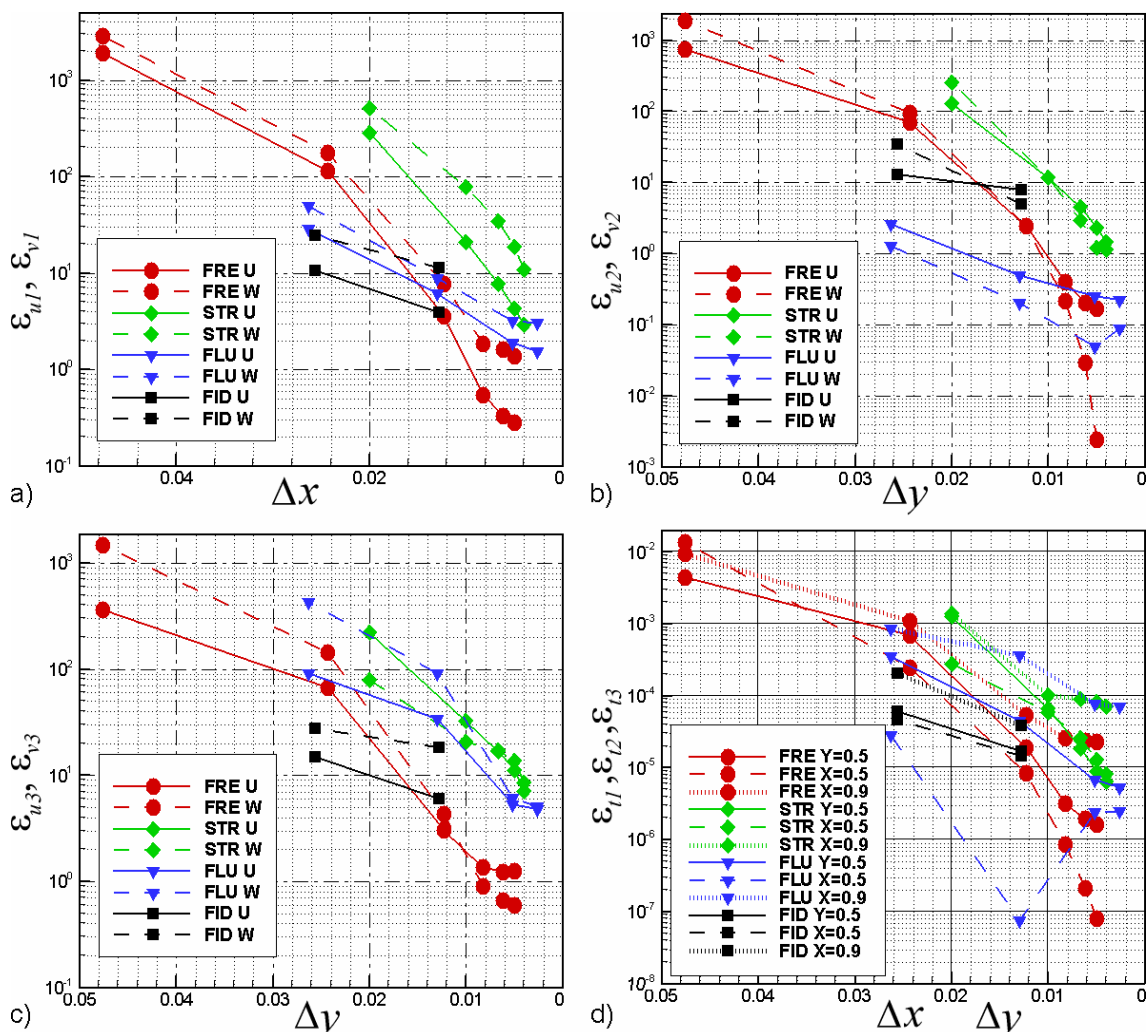 10³
10²
10¹
10⁰
10⁻¹
εu1, εv1
FRE U
FRE W
STR U
STR W
FLU U
FLU W
FID U
FID W
0.04
0.02
0
Δx
a)
10³
10²
10¹
10⁰
10⁻¹
10⁻²
10⁻³
εu2, εv2
FRE U
FRE W
STR U
STR W
FLU U
FLU W
FID U
FID W
0.05
0.04
0.03
0.02
0.01
0
Δy
b)
10³
10²
10¹
10⁰
10⁻¹
εu3, εv3
FRE U
FRE W
STR U
STR W
FLU U
FLU W
FID U
FID W
0.05
0.04
0.03
0.02
0.01
0
Δy
c)
10⁻²
10⁻³
10⁻⁴
10⁻⁵
10⁻⁶
10⁻⁷
10⁻⁸
εt1, εt2, εt3
FRE Y=0.5
FRE X=0.5
FRE X=0.9
STR Y=0.5
STR X=0.5
STR X=0.9
FLU Y=0.5
FLU X=0.5
FLU X=0.9
FID Y=0.5
FID X=0.5
FID X=0.9
0.05
0.04
0.03
0.02
0.01
0
Δx Δy
d)